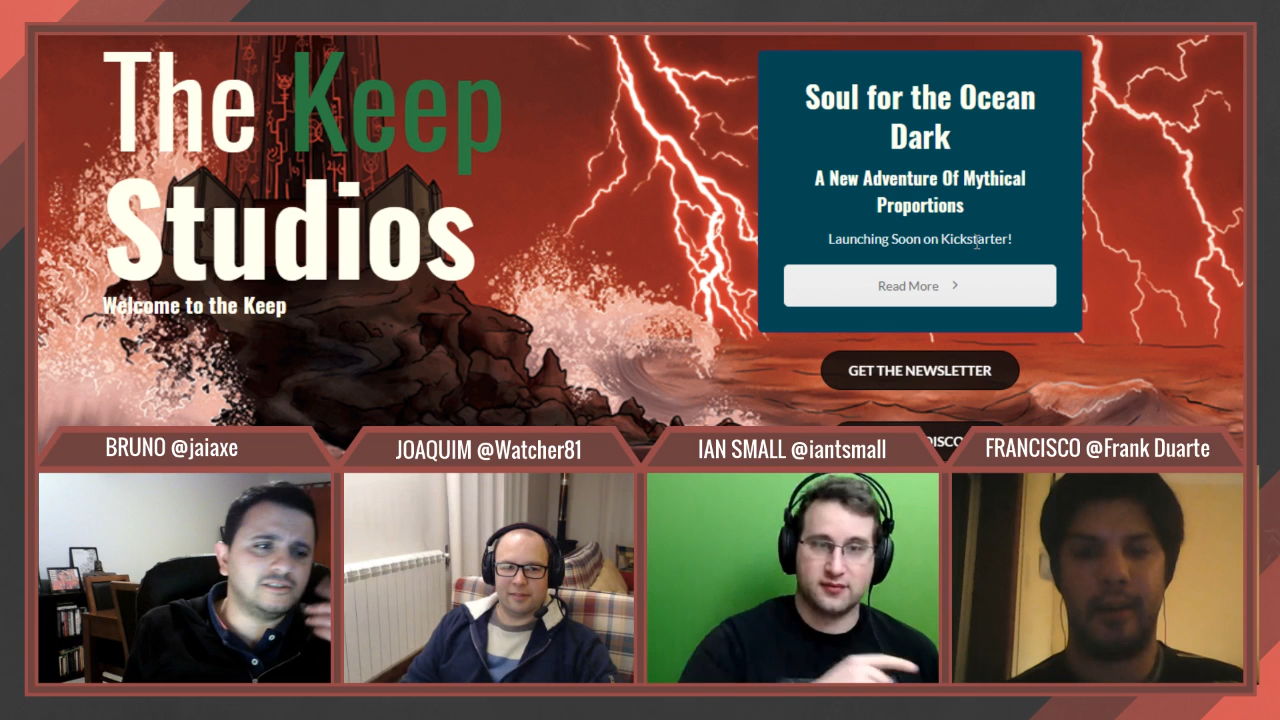 The Keep
Studios
Welcome to the Keep
Soul for the Ocean
Dark
A New Adventure Of Mythical
Proportions
Launching Soon on Kickstarter!
Read More
GET THE NEWSLETTER
BRUNO @jaiaxe
JOAQUIM @Watcher81
IAN SMALL @iantsmall
FRANCISCO @Frank Duarte